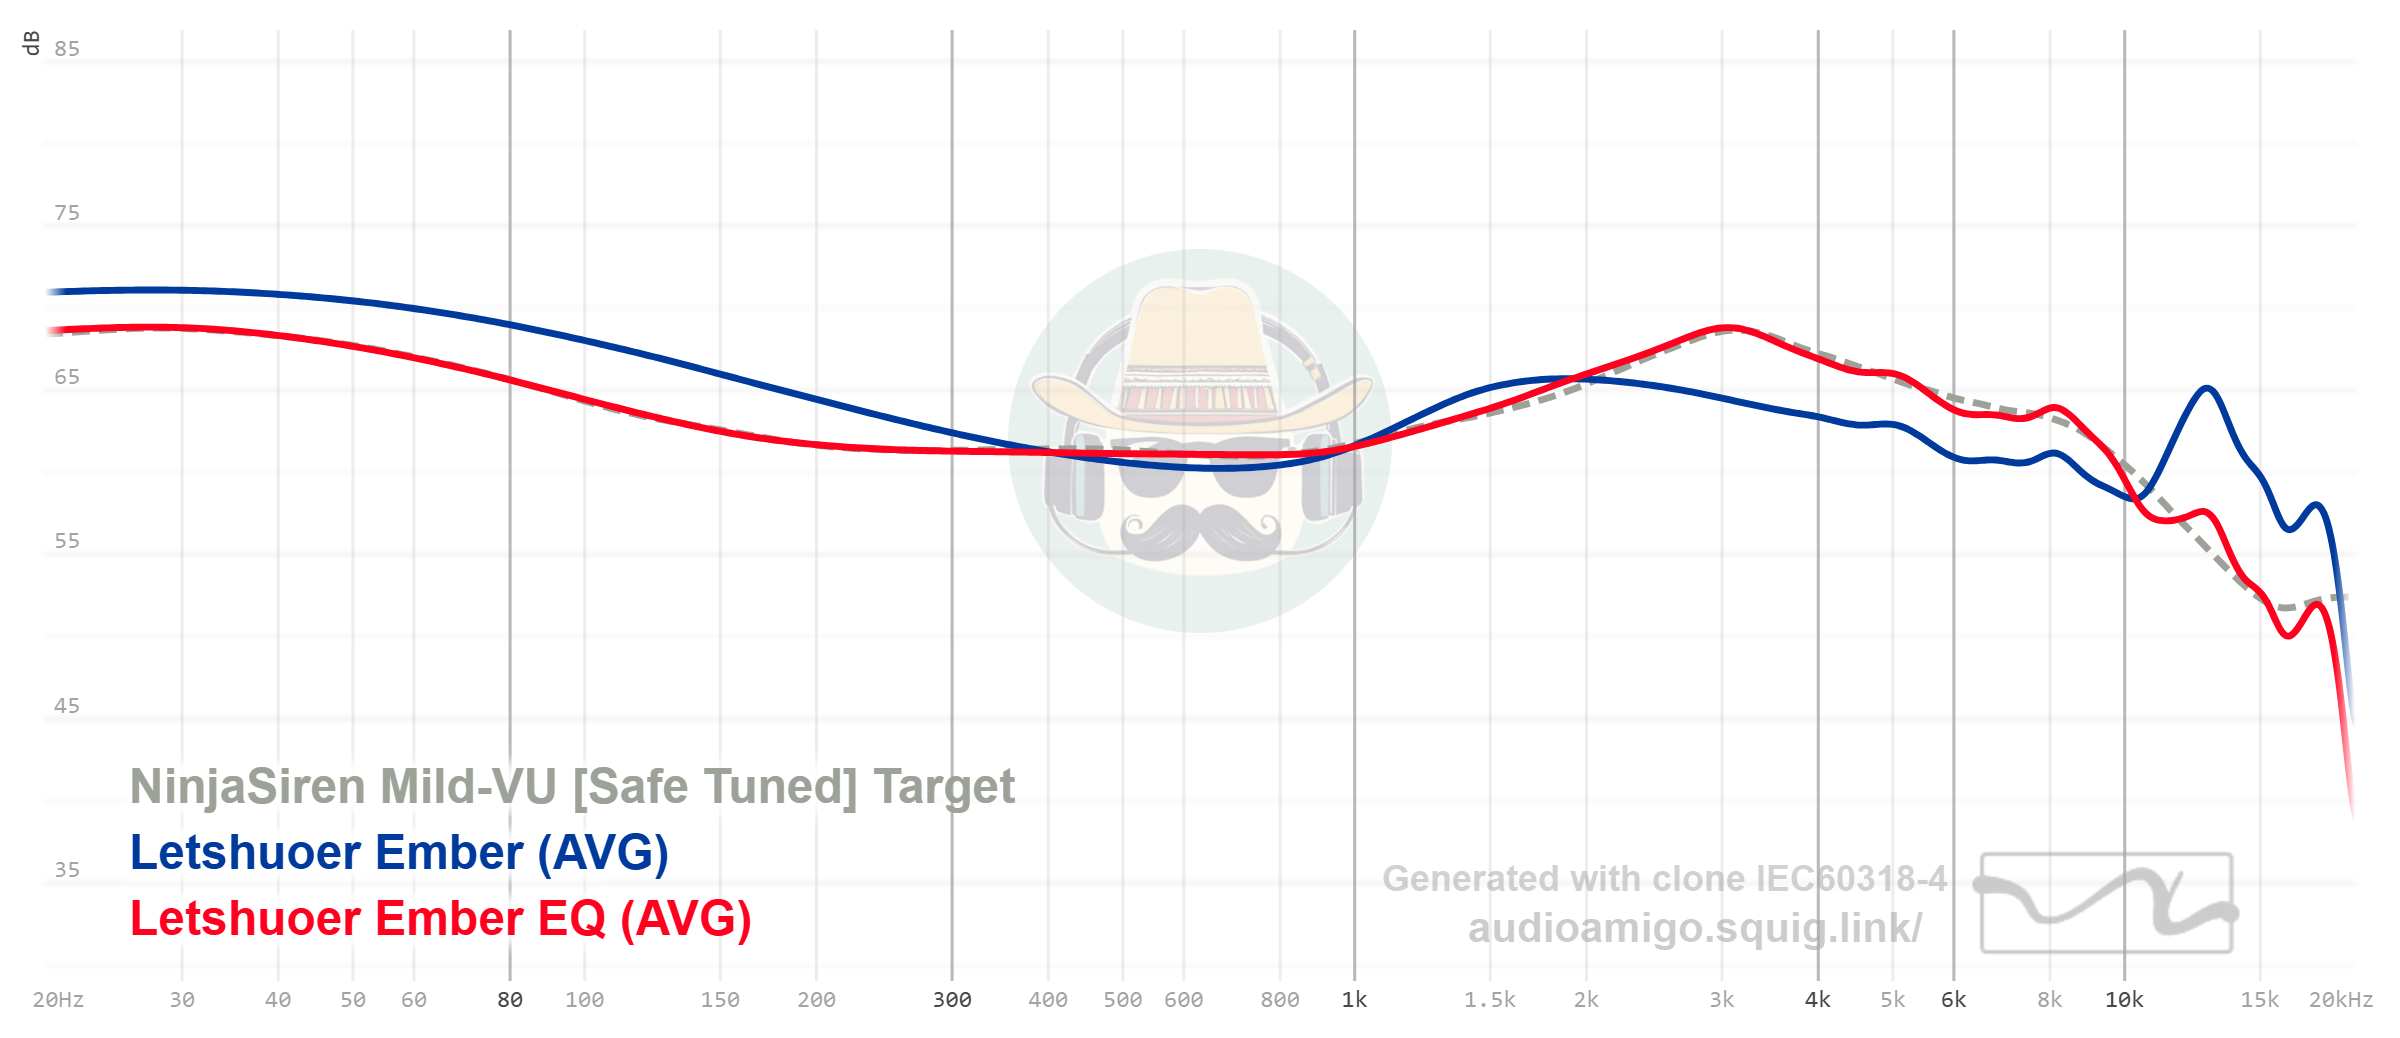 dB
85
75
65
55
45
35
NinjaSiren Mild-VU [Safe Tuned] Target
Letshuoer Ember (AVG)
Letshuoer Ember EQ (AVG)
Generated with clone IEC60318-4
audioamigo.squig.link/
20Hz 30 40 50 60 80 100 150 200 300 400 500 600 800 1k 1.5k 2k 3k 4k 5k 6k 8k 10k 15k 20kHz